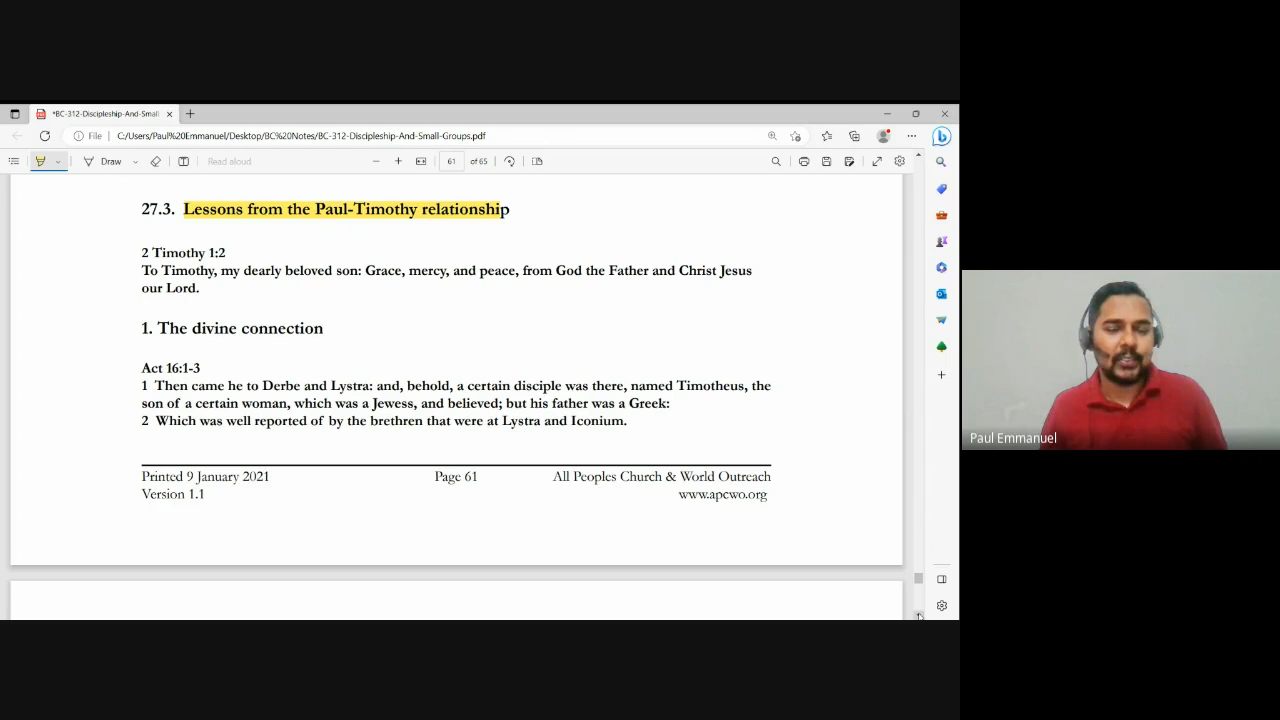 *BC-312-Discipleship-And-Small
File
C:/Users/Paul%20Emmanuel/Desktop/BC%20Notes/BC-312-Discipleship-And-Small-Groups.pdf
Draw
Read aloud
61
of 65
27.3. Lessons from the Paul-Timothy relationship
2 Timothy 1:2
To Timothy, my dearly beloved son: Grace, mercy, and peace, from God the Father and Christ Jesus
our Lord.
1. The divine connection
Act 16:1-3
1 Then came he to Derbe and Lystra: and, behold, a certain disciple was there, named Timotheus, the
son of a certain woman, which was a Jewess, and believed; but his father was a Greek:
2 Which was well reported of by the brethren that were at Lystra and Iconium.
Printed 9 January 2021 Page 61 All Peoples Church & World Outreach
Version 1.1 www.apcwo.org
Paul Emmanuel